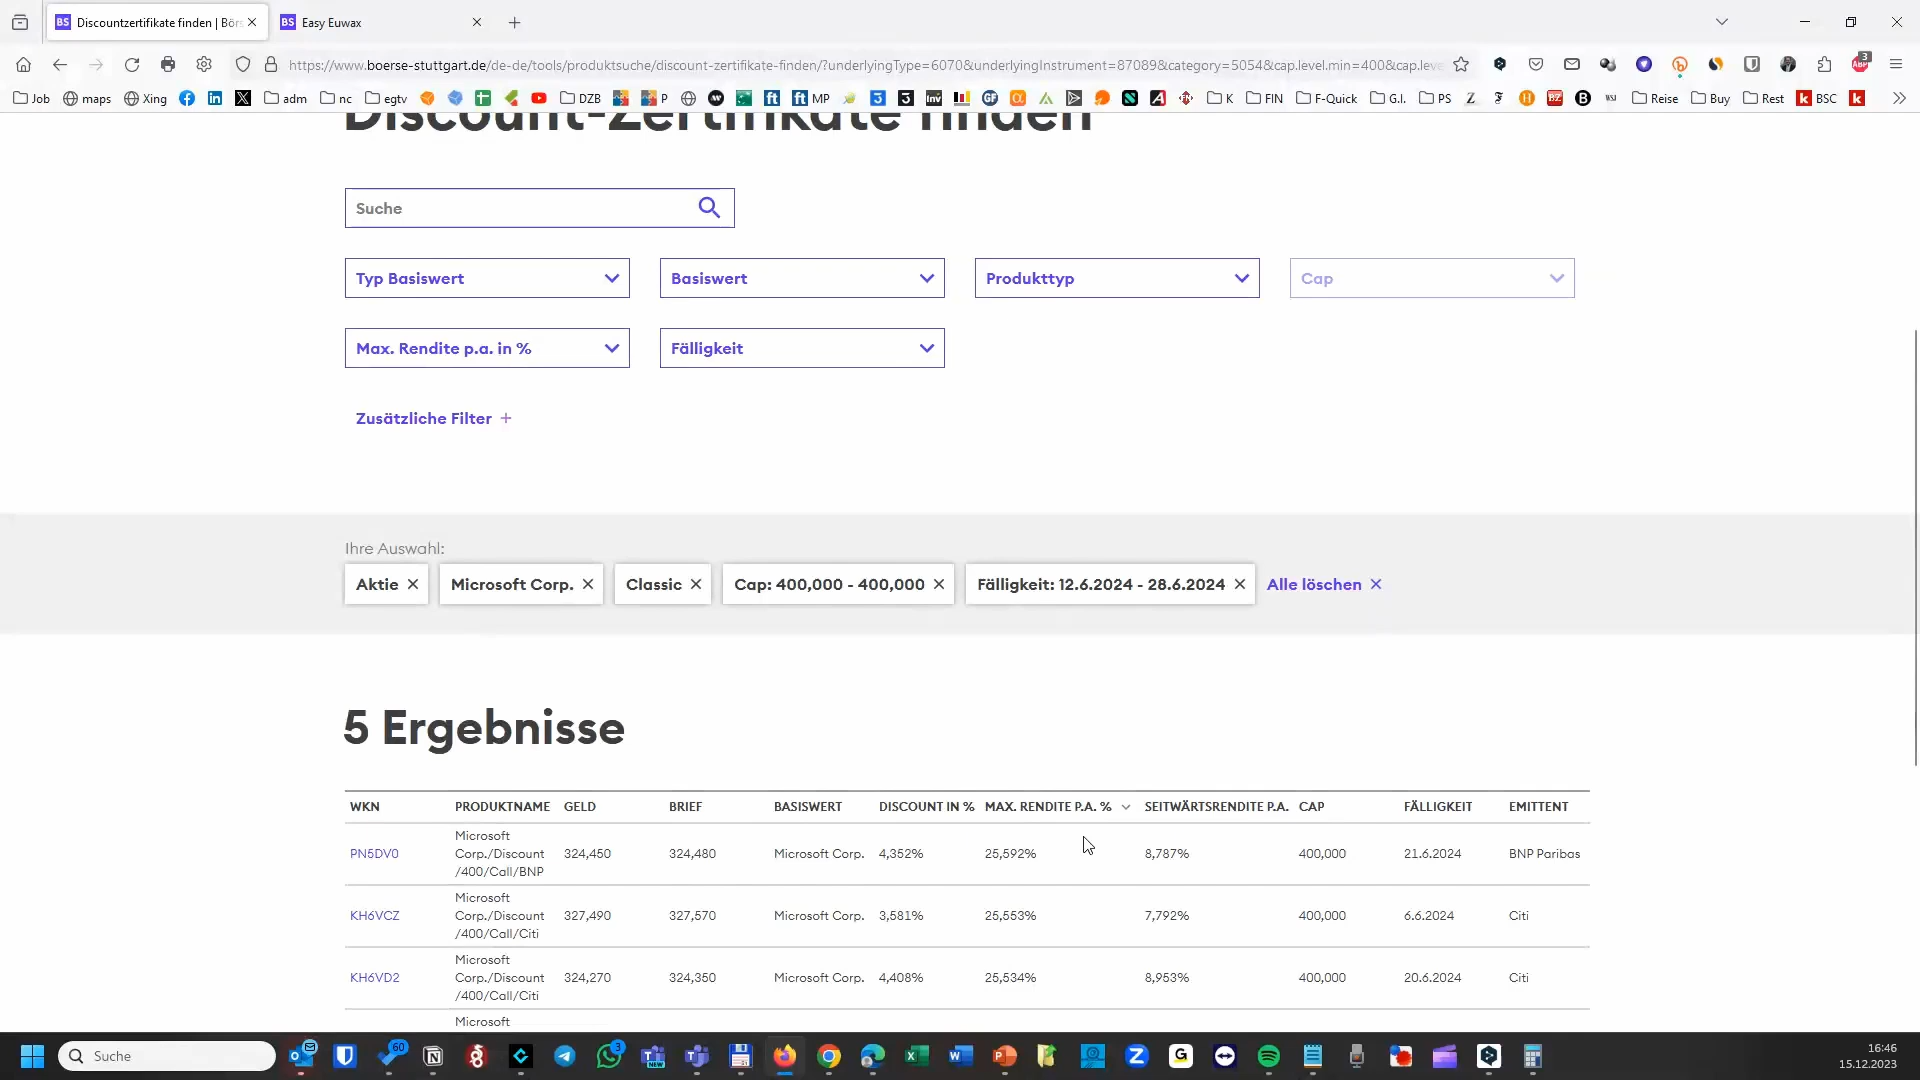 Discountzertifikate finden | Börs
Easy Euwax
https://www.boerse-stuttgart.de/de-de/tools/produktsuche/discount-zertifikate-finden/?underlyingType=6070&underlyingInstrument=87089&category=5054&cap.level.min=400&cap.leve
Job maps Xing adm nc egtv DZB P MP K FIN F-Quick G.I. PS Reise Buy Rest BSC
Discount-Zertifikate finden
Suche
Typ Basiswert
Basiswert
Produkttyp
Cap
Max. Rendite p.a. in %
Fälligkeit
Zusätzliche Filter +
Ihre Auswahl:
Aktie ✕ Microsoft Corp. ✕ Classic ✕ Cap: 400,000 - 400,000 ✕ Fälligkeit: 12.6.2024 - 28.6.2024 ✕ Alle löschen ✕
5 Ergebnisse
WKN PRODUKTNAME GELD BRIEF BASISWERT DISCOUNT IN % MAX. RENDITE P.A. % SEITWÄRTSRENDITE P.A. CAP FÄLLIGKEIT EMITTENT
Microsoft
PN5DV0 Corp./Discount 324,450 324,480 Microsoft Corp. 4,352% 25,592% 8,787% 400,000 21.6.2024 BNP Paribas
/400/Call/BNP
Microsoft
KH6VCZ Corp./Discount 327,490 327,570 Microsoft Corp. 3,581% 25,553% 7,792% 400,000 6.6.2024 Citi
/400/Call/Citi
Microsoft
KH6VD2 Corp./Discount 324,270 324,350 Microsoft Corp. 4,408% 25,534% 8,953% 400,000 20.6.2024 Citi
/400/Call/Citi
Microsoft
Suche
60
3
16:46
15.12.2023